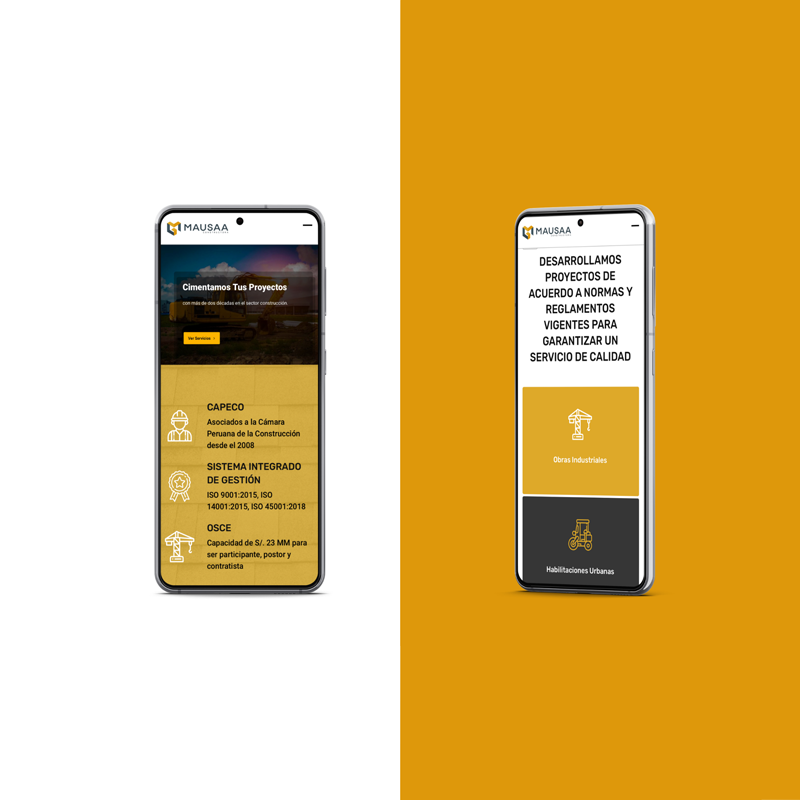 MAUSAA
Cimentamos Tus Proyectos
con más de dos décadas en el sector construcción.
Ver Servicios
CAPECO
Asociados a la Cámara
Peruana de la Construcción
desde el 2008
SISTEMA INTEGRADO
DE GESTIÓN
ISO 9001:2015, ISO
14001:2015, ISO 45001:2018
OSCE
Capacidad de S/. 23 MM para
ser participante, postor y
contratista
MAUSAA
DESARROLLAMOS
PROYECTOS DE
ACUERDO A NORMAS Y
REGLAMENTOS
VIGENTES PARA
GARANTIZAR UN
SERVICIO DE CALIDAD
Obras Industriales
Habilitaciones Urbanas